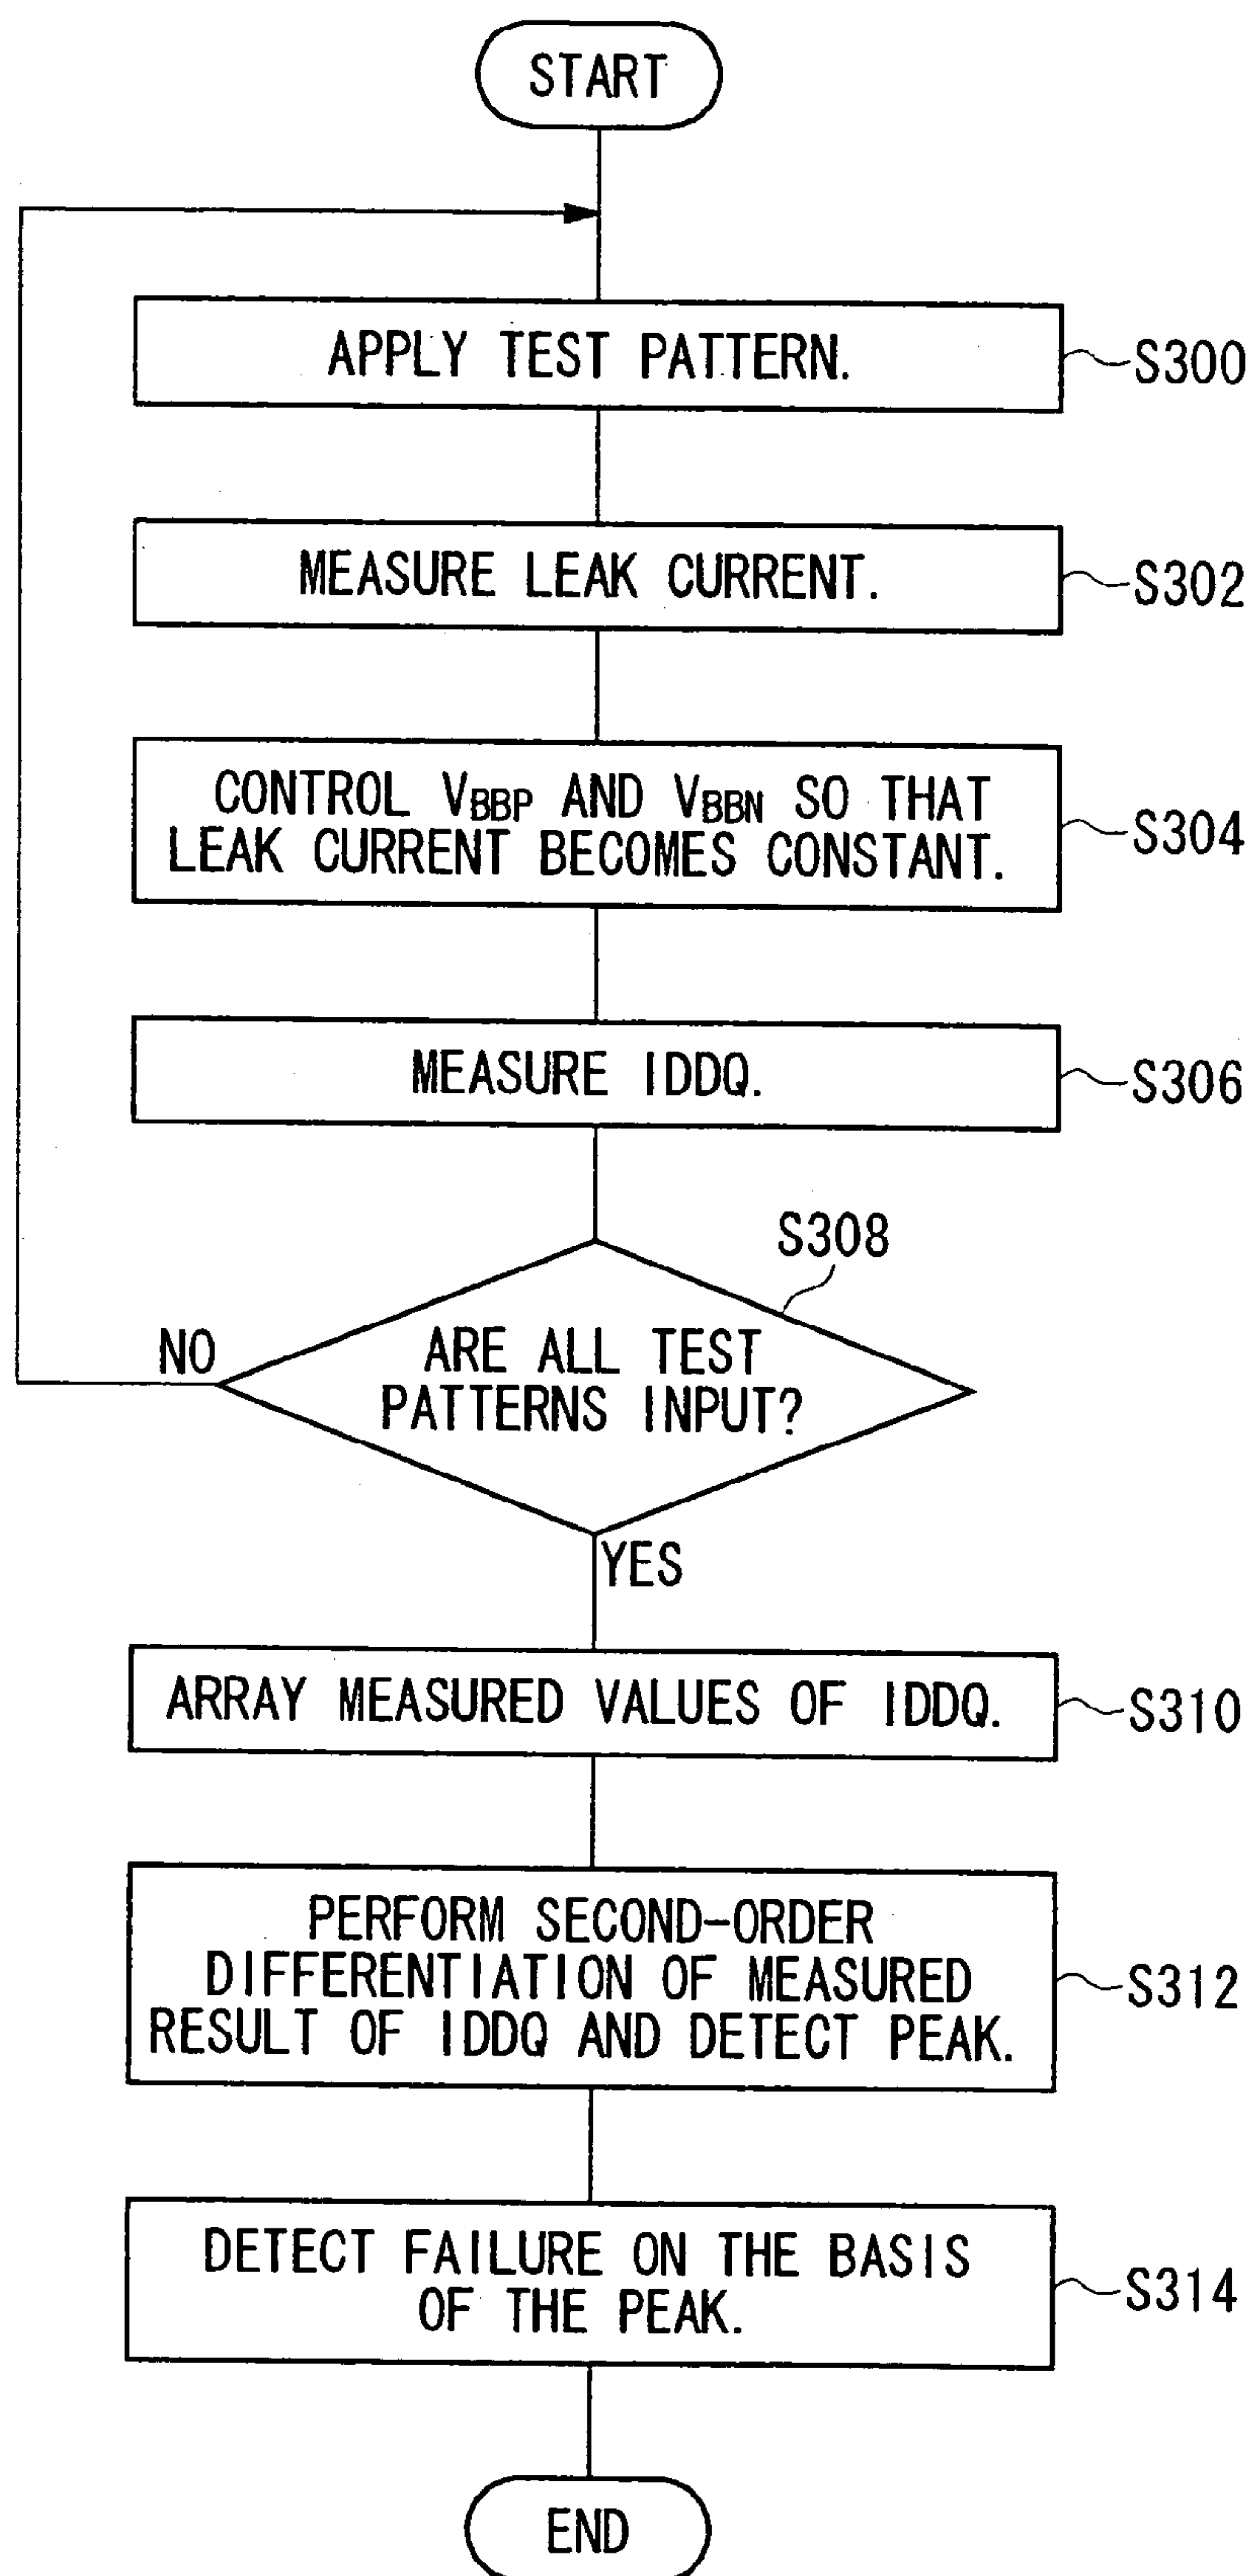 START
APPLY TEST PATTERN.
S300
MEASURE LEAK CURRENT.
S302
CONTROL VBBP AND VBBN SO THAT
LEAK CURRENT BECOMES CONSTANT.
S304
MEASURE IDDQ.
S306
S308
ARE ALL TEST
PATTERNS INPUT?
NO
YES
ARRAY MEASURED VALUES OF IDDQ.
S310
PERFORM SECOND-ORDER
DIFFERENTIATION OF MEASURED
RESULT OF IDDQ AND DETECT PEAK.
S312
DETECT FAILURE ON THE BASIS
OF THE PEAK.
S314
END